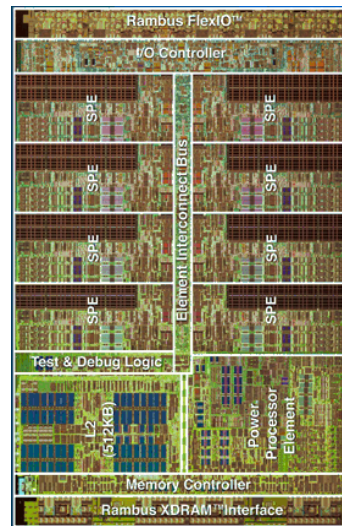 Rambus FlexIO™
I/O Controller
SPE
SPE
SPE
SPE
SPE
SPE
SPE
SPE
Element Interconnect Bus
Test & Debug Logic
L2
(512KB)
Power
Processor
Element
Memory Controller
Rambus XDRAM™ Interface